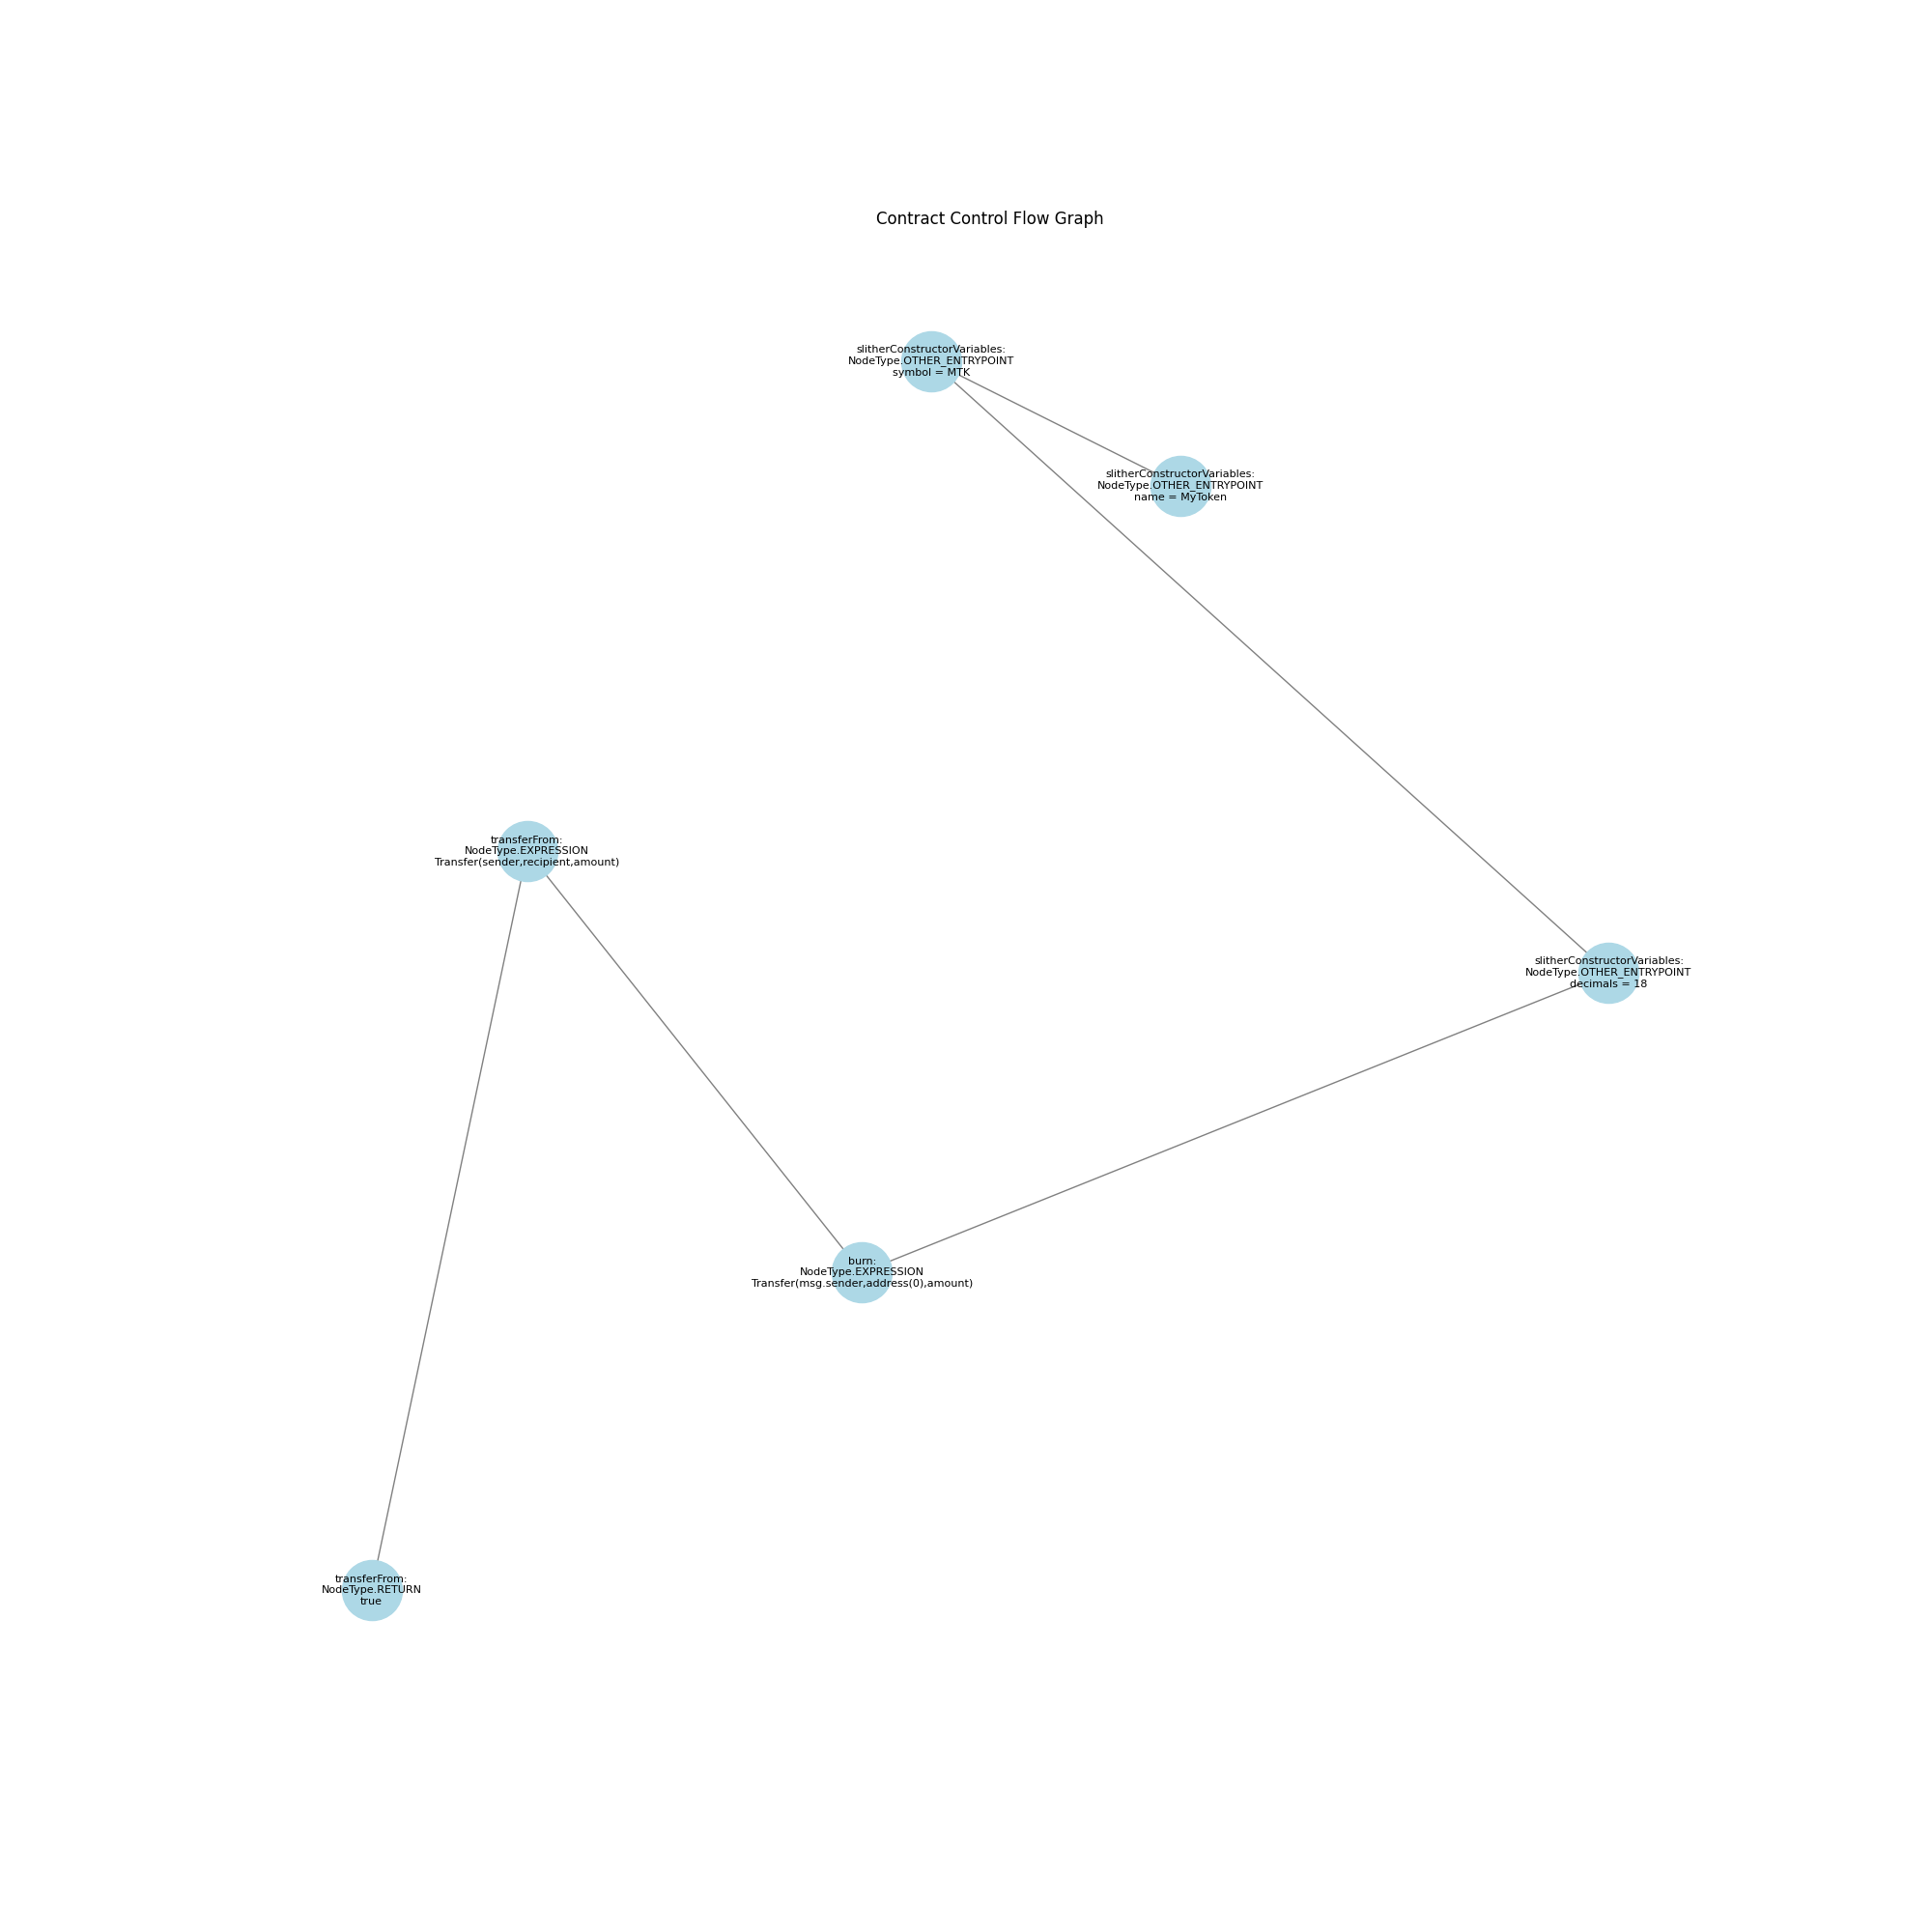 Contract Control Flow Graph
slitherConstructorVariables:
NodeType.OTHER_ENTRYPOINT
symbol = MTK
slitherConstructorVariables:
NodeType.OTHER_ENTRYPOINT
name = MyToken
transferFrom:
NodeType.EXPRESSION
Transfer(sender,recipient,amount)
slitherConstructorVariables:
NodeType.OTHER_ENTRYPOINT
decimals = 18
burn:
NodeType.EXPRESSION
Transfer(msg.sender,address(0),amount)
transferFrom:
NodeType.RETURN
true